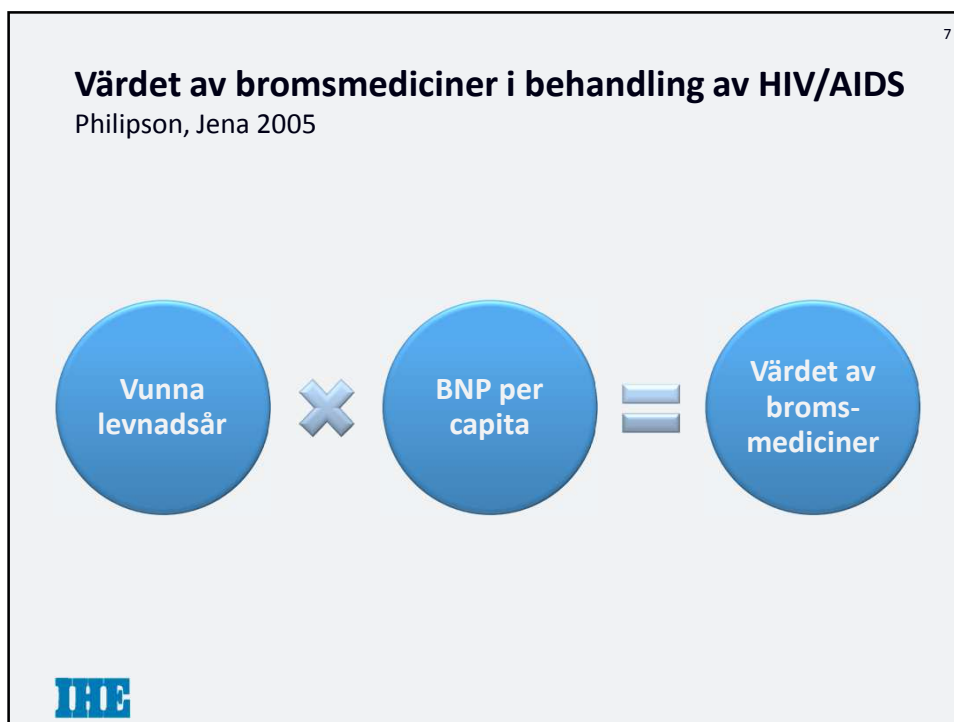 7
Värdet av bromsmediciner i behandling av HIV/AIDS
Philipson, Jena 2005
Vunna
levnadsår
BNP per
capita
Värdet av
broms-
mediciner
IHE